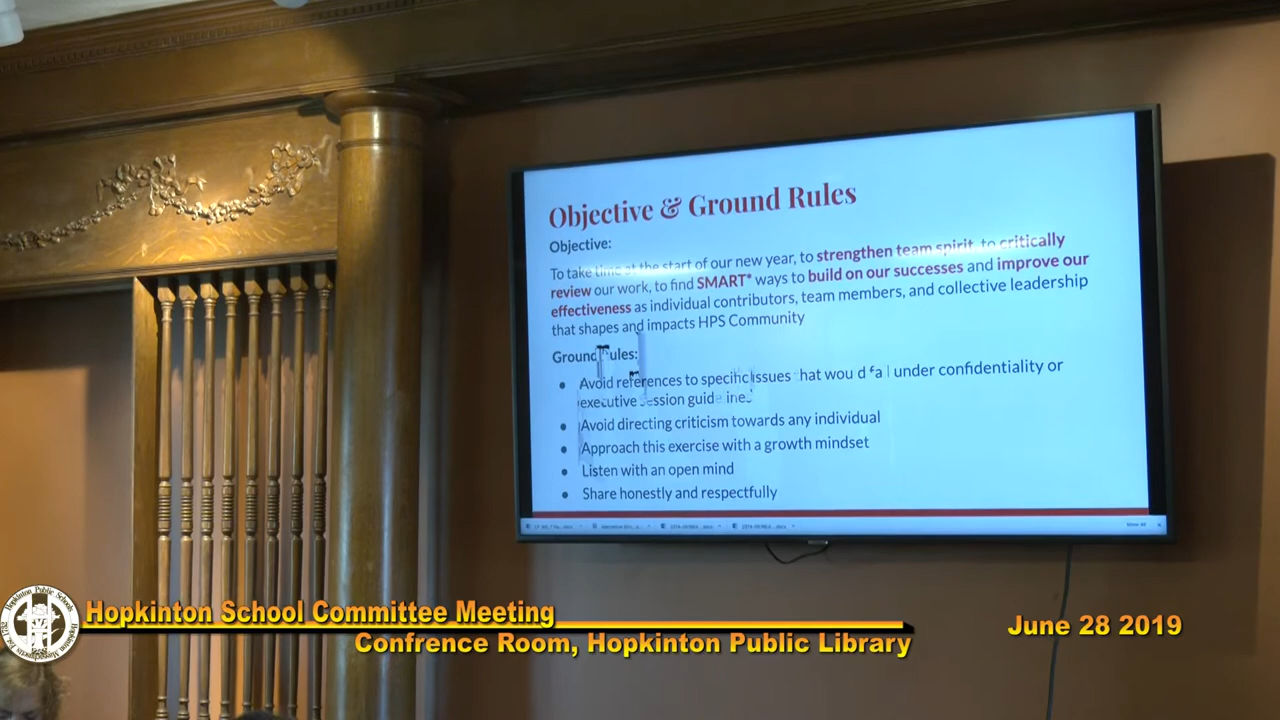 Objective & Ground Rules
Objective:
To take time at the start of our new year, to strengthen team spirit, to critically
review our work, to find SMART* ways to build on our successes and improve our
effectiveness as individual contributors, team members, and collective leadership
that shapes and impacts HPS Community
Ground Rules:
Avoid references to specific issues that would fall under confidentiality or
executive session guidelines
Avoid directing criticism towards any individual
Approach this exercise with a growth mindset
Listen with an open mind
Share honestly and respectfully
Show All
Hopkinton Public Schools
Hopkinton School Committee Meeting
Confrence Room, Hopkinton Public Library
June 28 2019